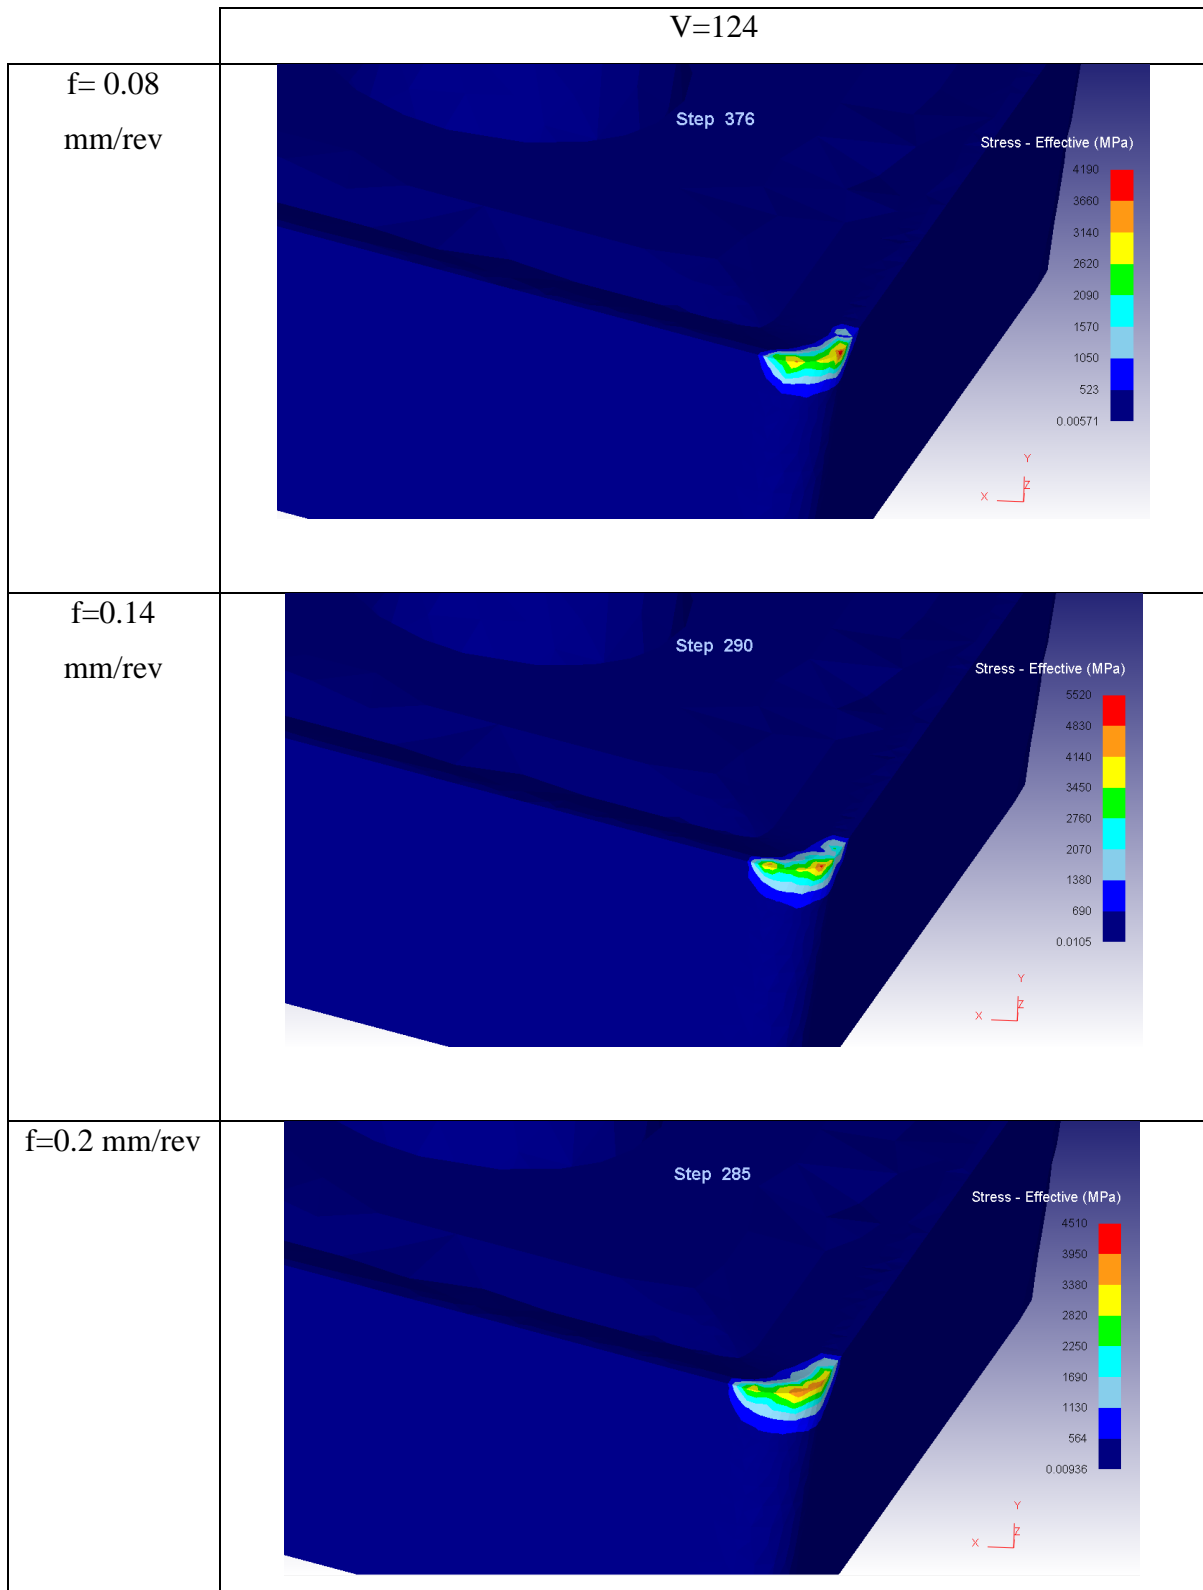 V=124
f= 0.08
mm/rev
Step 376
Stress - Effective (MPa)
4190
3660
3140
2620
2090
1570
1050
523
0.00571
Y
Z
X
f=0.14
mm/rev
Step 290
Stress - Effective (MPa)
5520
4830
4140
3450
2760
2070
1380
690
0.0105
Y
Z
X
f=0.2 mm/rev
Step 285
Stress - Effective (MPa)
4510
3950
3380
2820
2250
1690
1130
564
0.00936
Y
Z
X